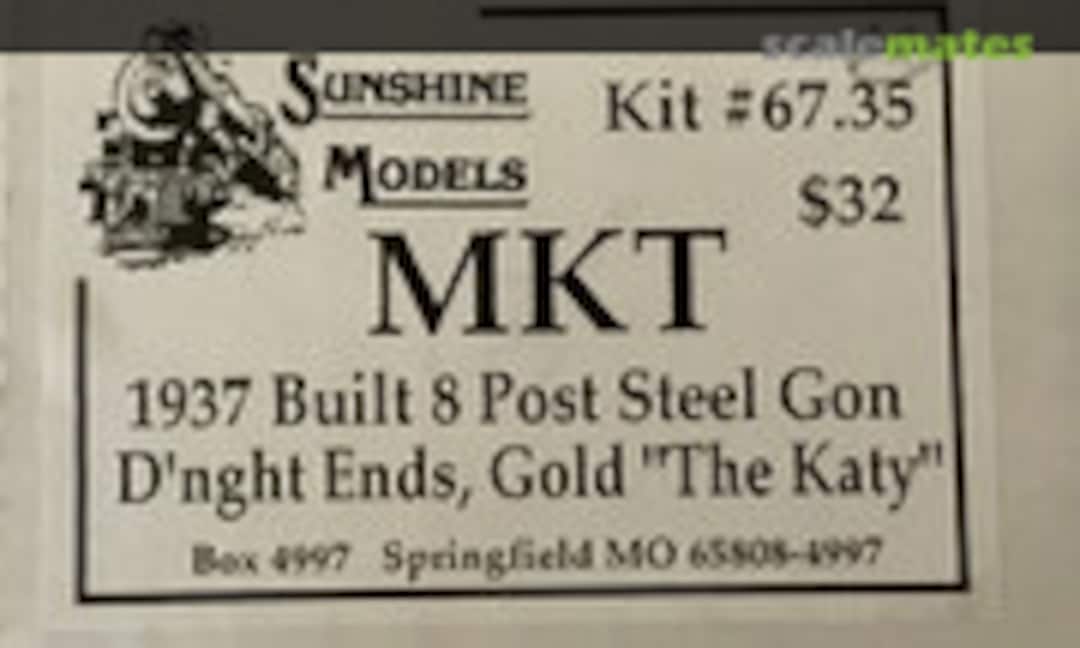 scalemates
SUNSHINE
MODELS
Kit #67.35
$32
MKT
1937 Built 8 Post Steel Gon
D'nght Ends, Gold "The Katy"
Box 4997 Springfield MO 65808-4997